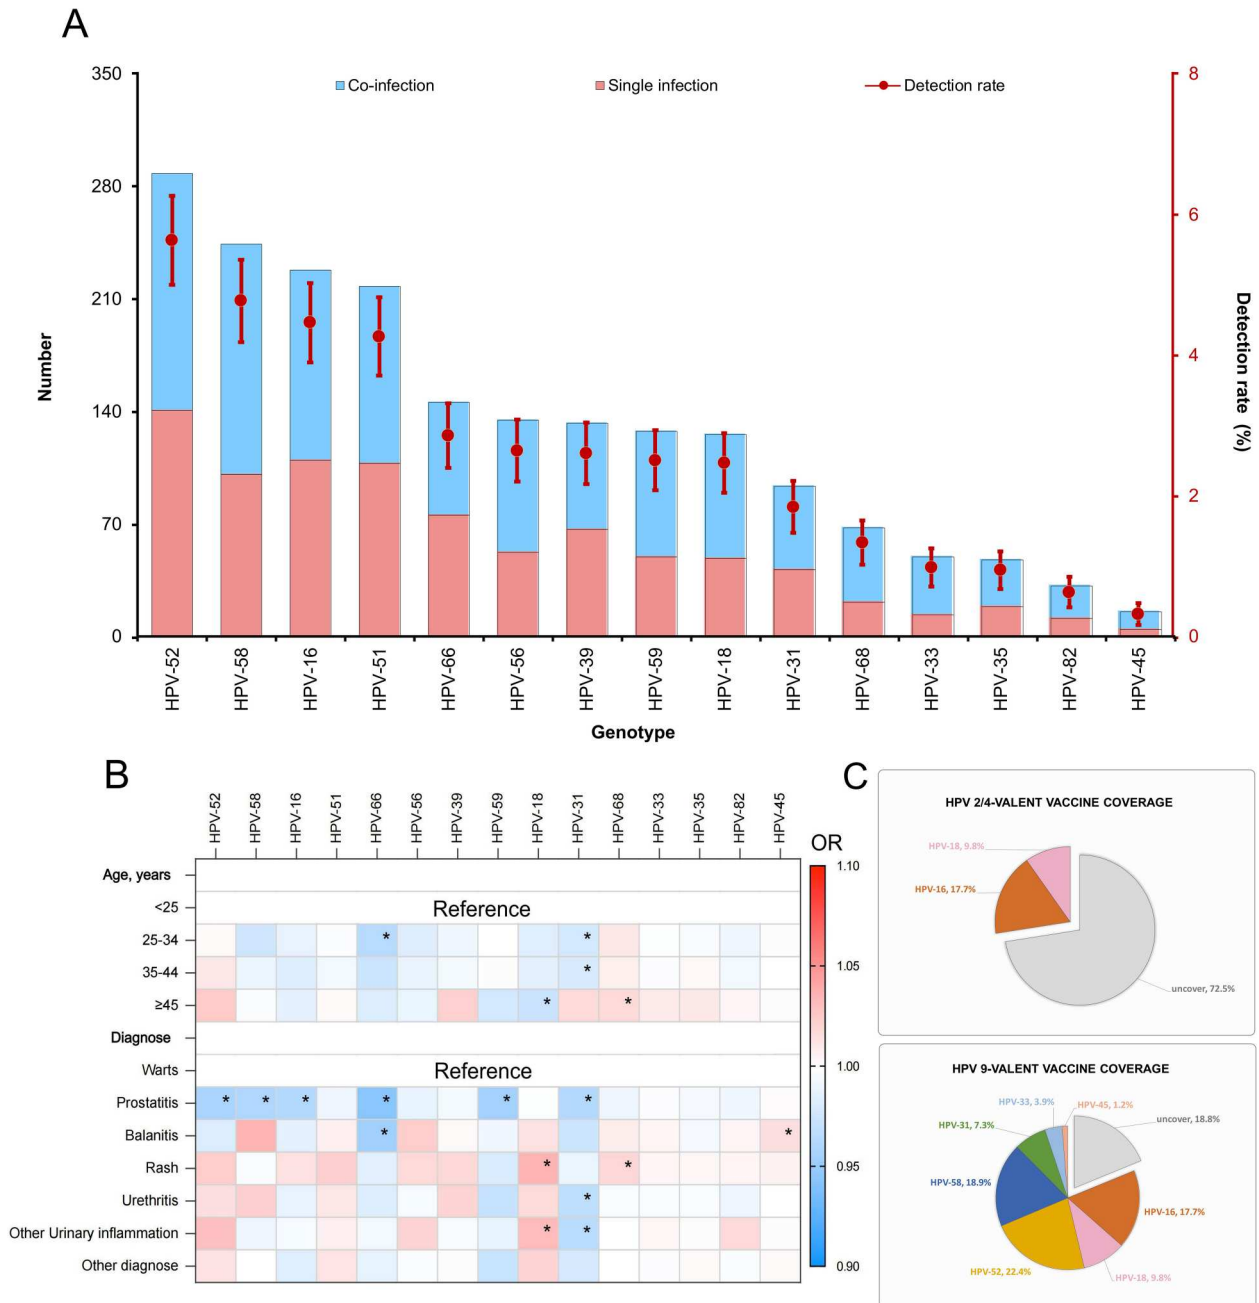 A
350
280
210
140
70
0
Number
Co-infection
Single infection
Detection rate
8
6
4
2
0
Detection rate (%)
HPV-52
HPV-58
HPV-16
HPV-51
HPV-66
HPV-56
HPV-39
HPV-59
HPV-18
HPV-31
HPV-68
HPV-33
HPV-35
HPV-82
HPV-45
Genotype
B
HPV-52
HPV-58
HPV-16
HPV-51
HPV-66
HPV-56
HPV-39
HPV-59
HPV-18
HPV-31
HPV-68
HPV-33
HPV-35
HPV-82
HPV-45
Age, years
<25
Reference
25-34
* *
35-44
*
≥45
* *
Diagnose
Warts
Reference
Prostatitis
* * * * * *
Balanitis
* *
Rash
* *
Urethritis
*
Other Urinary inflammation
* *
Other diagnose
OR
1.10
1.05
1.00
0.95
0.90
C
HPV 2/4-VALENT VACCINE COVERAGE
HPV-18, 9.8%
HPV-16, 17.7%
uncover, 72.5%
HPV 9-VALENT VACCINE COVERAGE
HPV-33, 3.9%
HPV-45, 1.2%
uncover, 18.8%
HPV-31, 7.3%
HPV-58, 18.9%
HPV-16, 17.7%
HPV-52, 22.4%
HPV-18, 9.8%